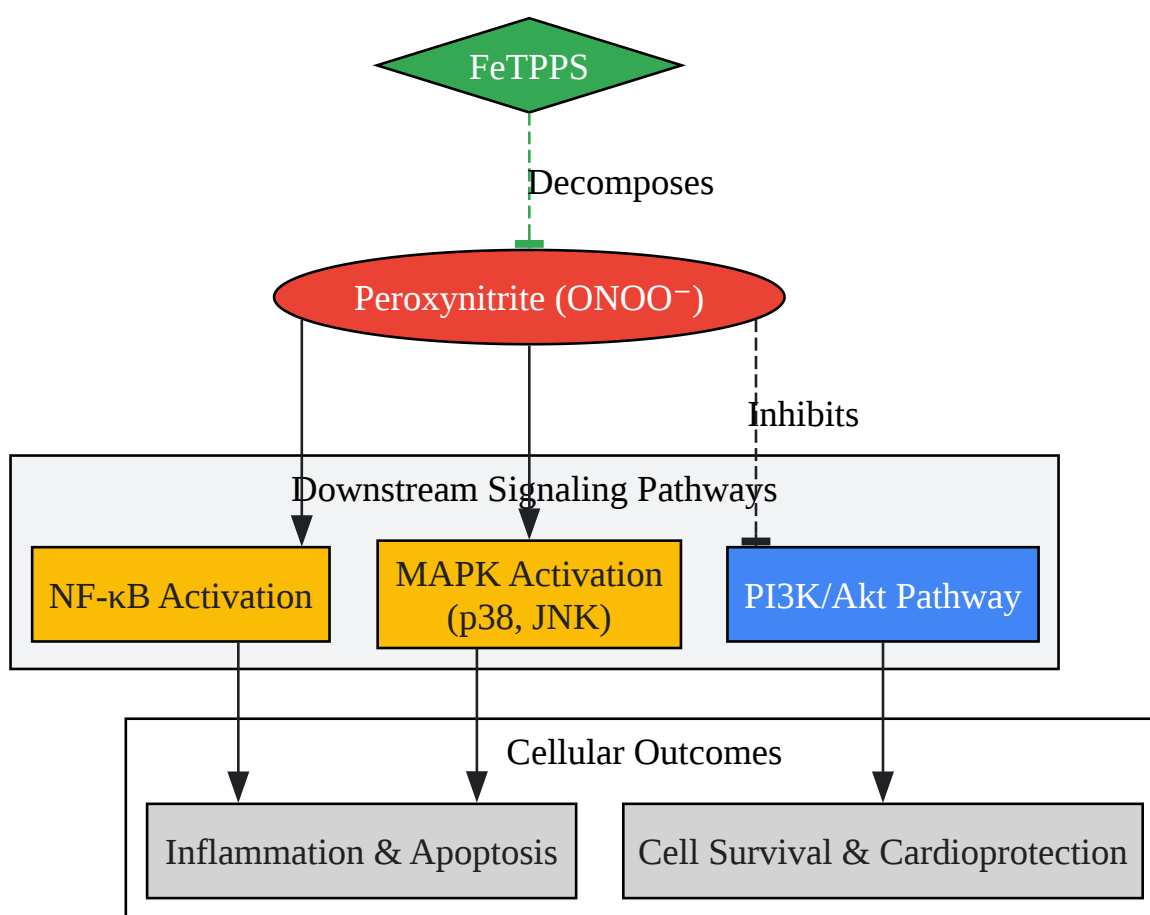 FeTPPS
Decomposes
Peroxynitrite (ONOO⁻)
Inhibits
Downstream Signaling Pathways
NF-κB Activation
MAPK Activation
(p38, JNK)
PI3K/Akt Pathway
Cellular Outcomes
Inflammation & Apoptosis
Cell Survival & Cardioprotection